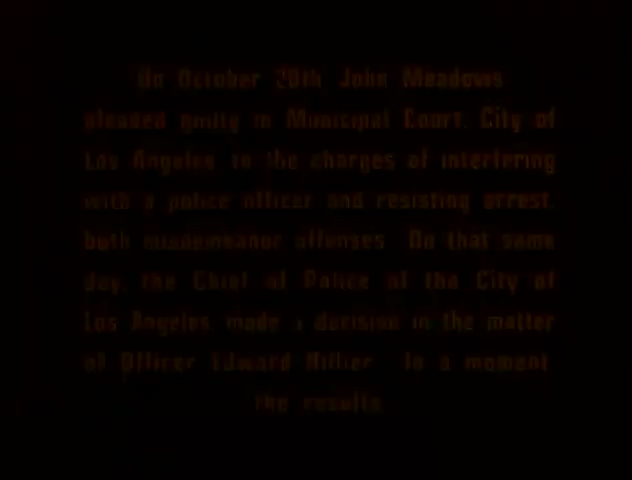 On October 20th John Meadows
pleaded guilty in Municipal Court, City of
Los Angeles, to the charges of interfering
with a police officer and resisting arrest,
both misdemeanor offenses. On that same
day, the Chief of Police of the City of
Los Angeles, made a decision in the matter
of Officer Edward Hillier. In a moment
the results